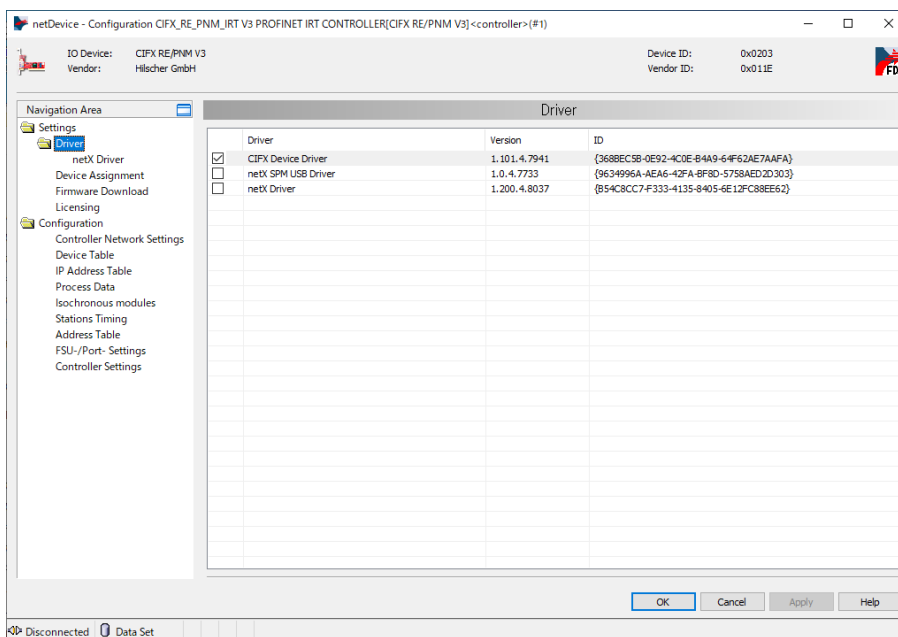 netDevice - Configuration CIFX_RE_PNM_IRT V3 PROFINET IRT CONTROLLER[CIFX RE/PNM V3]<controller>(#1)
IO Device: CIFX RE/PNM V3 Device ID: 0x0203
Vendor: Hilscher GmbH Vendor ID: 0x011E
FD
Navigation Area
Settings
Driver
netX Driver
Device Assignment
Firmware Download
Licensing
Configuration
Controller Network Settings
Device Table
IP Address Table
Process Data
Isochronous modules
Stations Timing
Address Table
FSU-/Port- Settings
Controller Settings
Driver
Driver Version ID
CIFX Device Driver 1.101.4.7941 {368BEC5B-0E92-4C0E-B4A9-64F62AE7AAFA}
netX SPM USB Driver 1.0.4.7733 {9634996A-AEA6-42FA-BF8D-5758AED2D303}
netX Driver 1.200.4.8037 {B54C8CC7-F333-4135-8405-6E12FC88EE62}
OK Cancel Apply Help
Disconnected Data Set